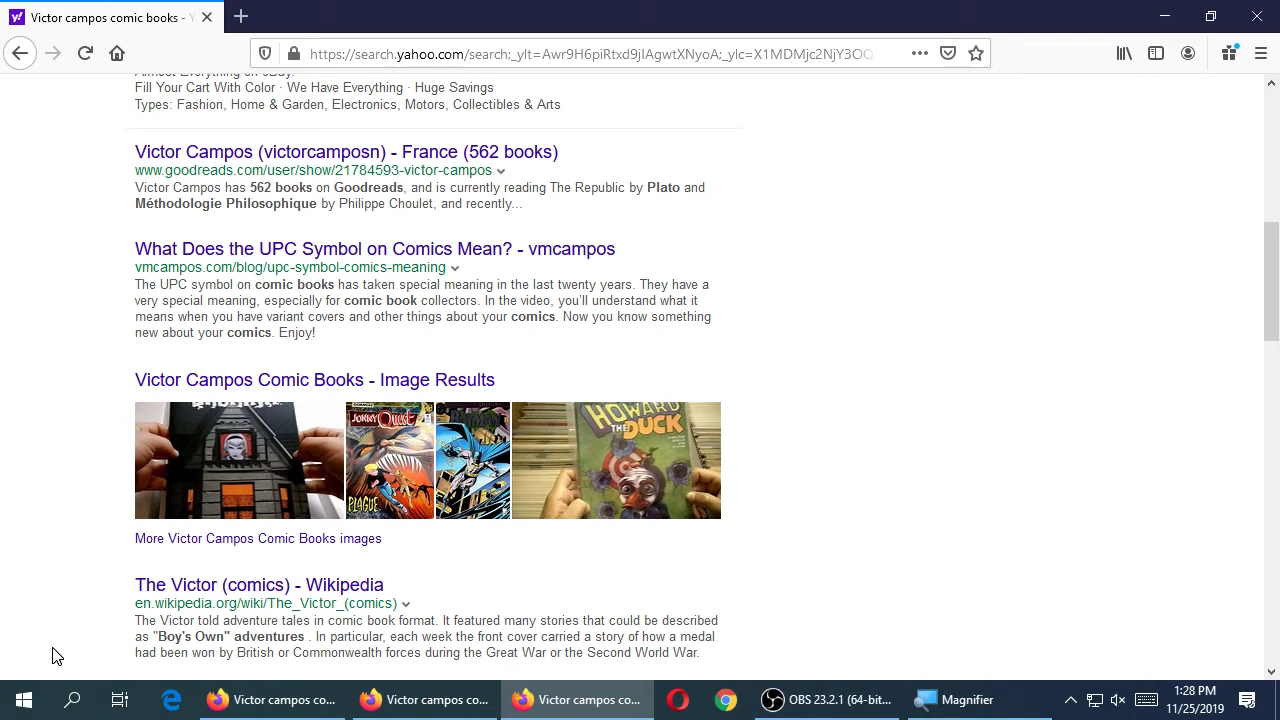 Victor campos comic books - Y
https://search.yahoo.com/search;_ylt=Awr9H6piRtxd9jIAgwtXNyoA;_ylc=X1MDMjc2NjY3OQ
Almost Everything on eBay!
Fill Your Cart With Color · We Have Everything · Huge Savings
Types: Fashion, Home & Garden, Electronics, Motors, Collectibles & Arts
Victor Campos (victorcamposn) - France (562 books)
www.goodreads.com/user/show/21784593-victor-campos
Victor Campos has 562 books on Goodreads, and is currently reading The Republic by Plato and
Méthodologie Philosophique by Philippe Choulet, and recently...
What Does the UPC Symbol on Comics Mean? - vmcampos
vmcampos.com/blog/upc-symbol-comics-meaning
The UPC symbol on comic books has taken special meaning in the last twenty years. They have a
very special meaning, especially for comic book collectors. In the video, you'll understand what it
means when you have variant covers and other things about your comics. Now you know something
new about your comics. Enjoy!
Victor Campos Comic Books - Image Results
JONNY QUEST
PLAGUE
HOWARD
THE DUCK
More Victor Campos Comic Books images
The Victor (comics) - Wikipedia
en.wikipedia.org/wiki/The_Victor_(comics)
The Victor told adventure tales in comic book format. It featured many stories that could be described
as "Boy's Own" adventures . In particular, each week the front cover carried a story of how a medal
had been won by British or Commonwealth forces during the Great War or the Second World War.
Victor campos co...
Victor campos co...
Victor campos co...
OBS 23.2.1 (64-bit...
Magnifier
1:28 PM
11/25/2019